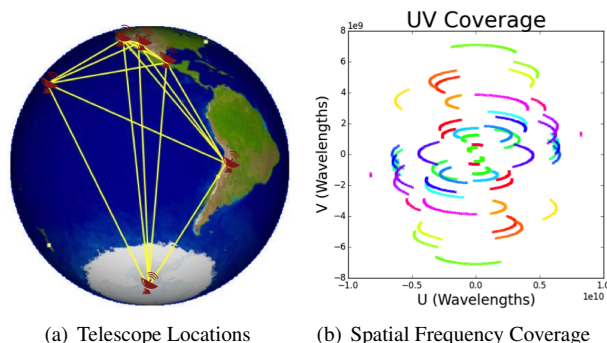 UV Coverage
8 1e9
6
4
2
0
−2
−4
−6
−8
−1.0 −0.5 0.0 0.5 1.0
1e10
V (Wavelengths)
U (Wavelengths)
(a) Telescope Locations
(b) Spatial Frequency Coverage